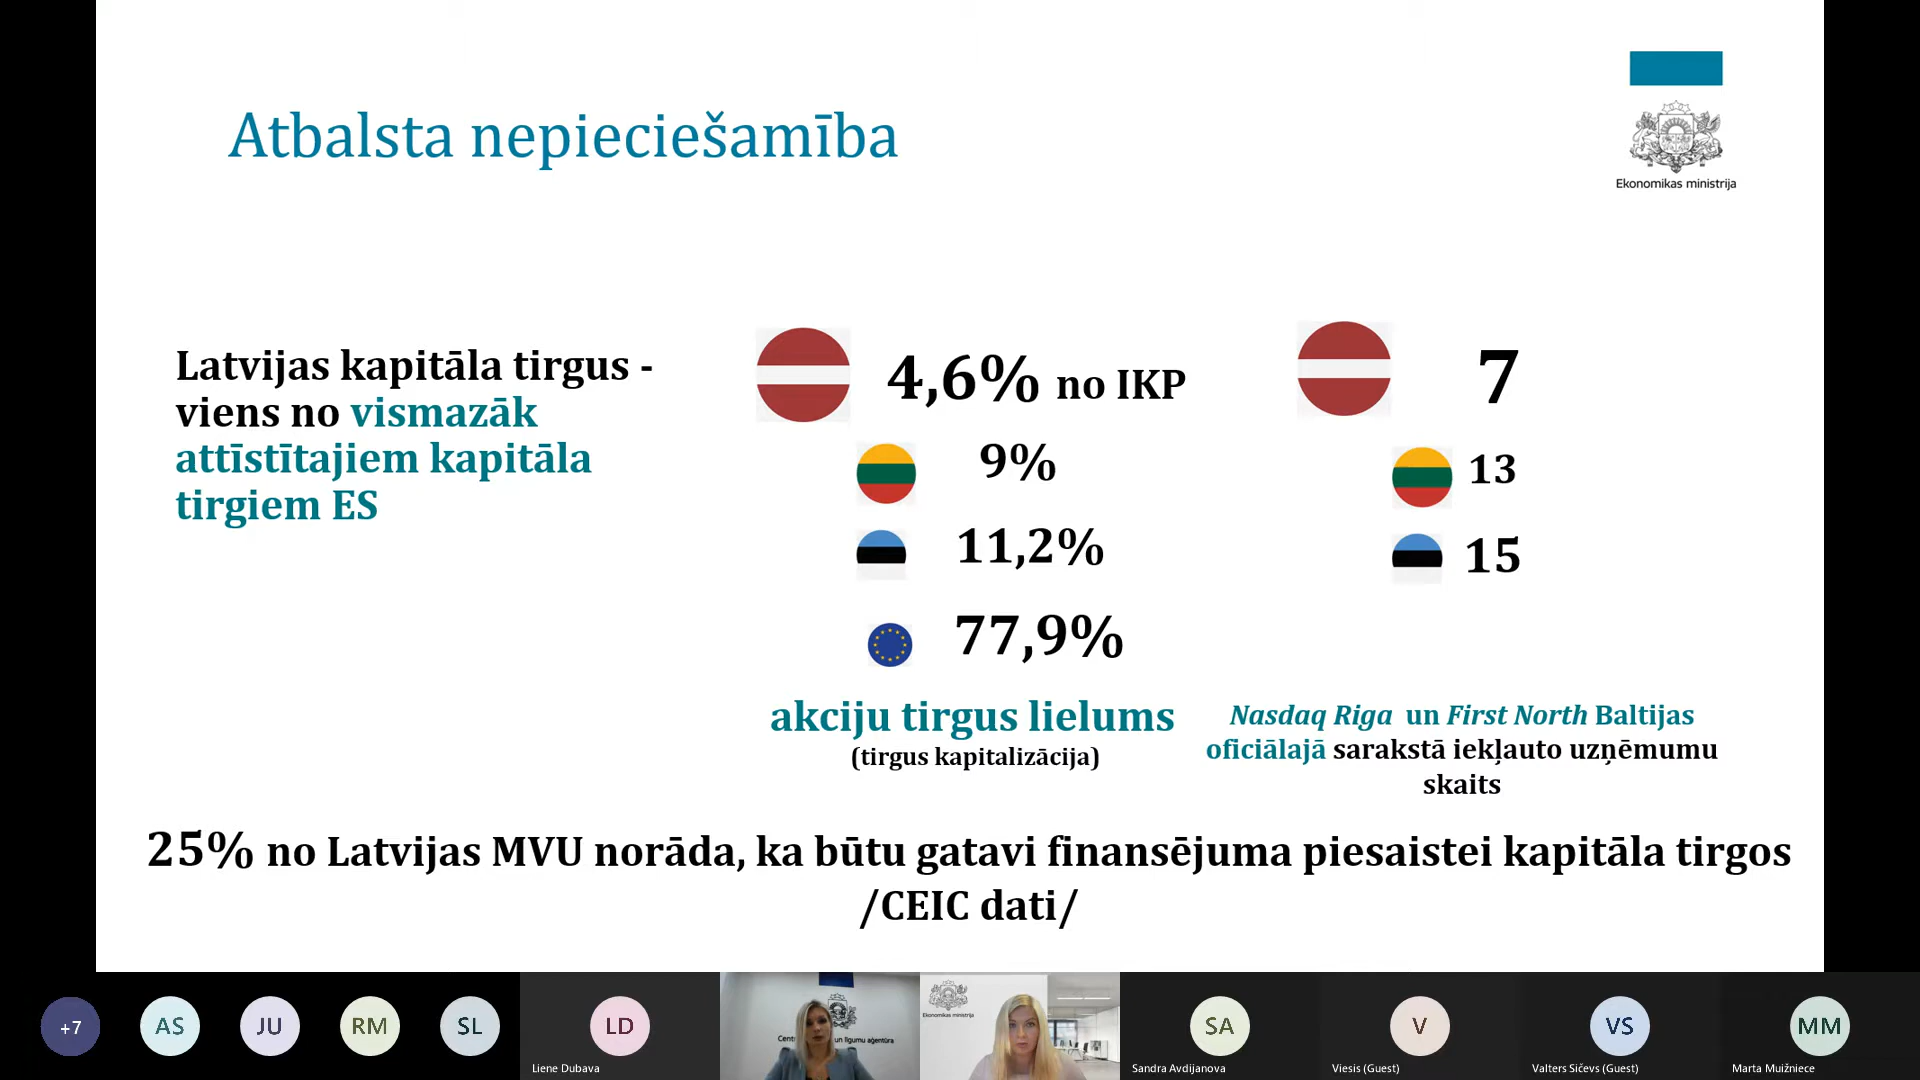 Atbalsta nepieciešamība
Ekonomikas ministrija
Latvijas kapitāla tirgus -
viens no vismazāk
attīstītajiem kapitāla
tirgiem ES
4,6% no IKP
9%
11,2%
77,9%
akciju tirgus lielums
(tirgus kapitalizācija)
7
13
15
Nasdaq Riga un First North Baltijas
oficiālajā sarakstā iekļauto uzņēmumu
skaits
25% no Latvijas MVU norāda, ka būtu gatavi finansējuma piesaistei kapitāla tirgos
/CEIC dati/
+7
AS
JU
RM
SL
LD
Liene Dubava
Ekonomikas ministrija
SA
Sandra Avdijanova
V
Viesis (Guest)
VS
Valters Sičevs (Guest)
MM
Marta Muižniece